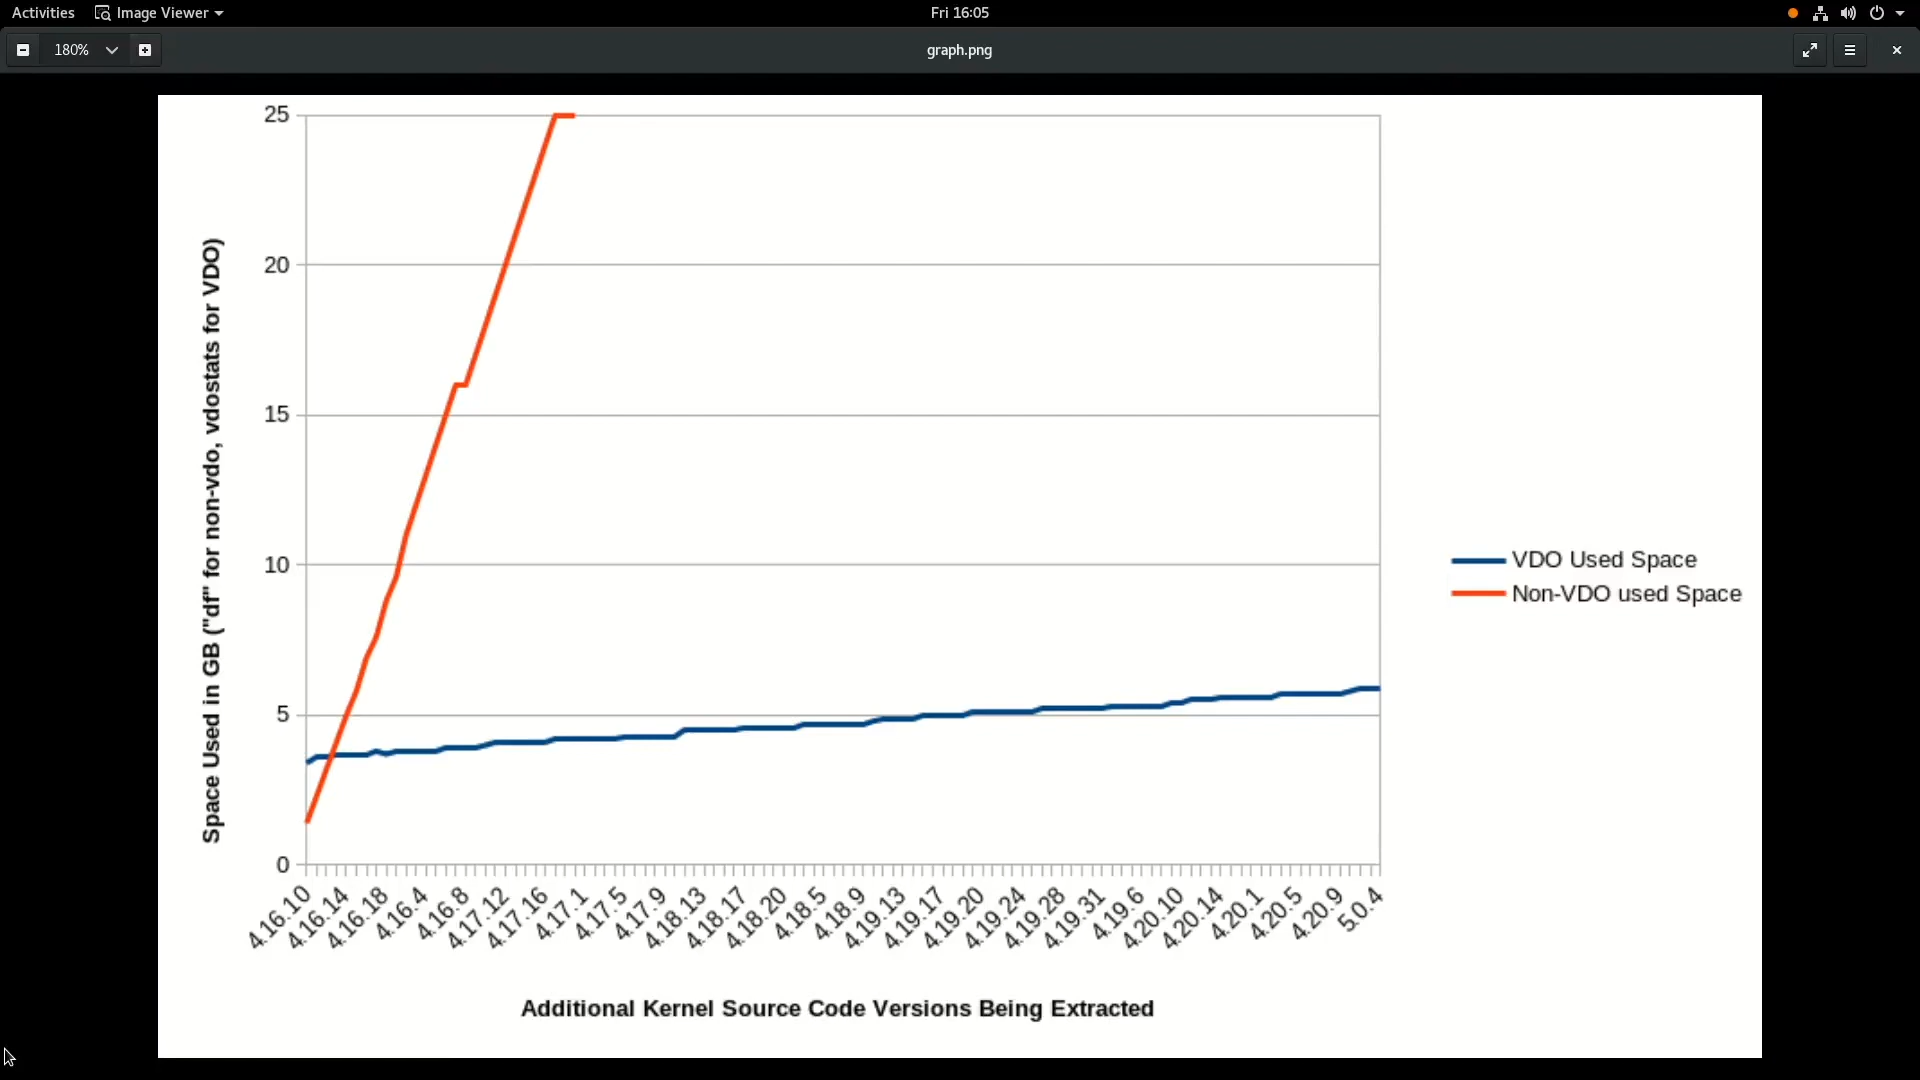 Activities Image Viewer Fri 16:05
180% graph.png
25
20
15
10
5
0
Space Used in GB ("df" for non-vdo, vdostats for VDO)
VDO Used Space
Non-VDO used Space
4.16.10 4.16.14 4.16.18 4.16.4 4.16.8 4.17.12 4.17.16 4.17.1 4.17.5 4.17.9 4.18.13 4.18.17 4.18.20 4.18.5 4.18.9 4.19.13 4.19.17 4.19.20 4.19.24 4.19.28 4.19.31 4.19.6 4.20.10 4.20.14 4.20.1 4.20.5 4.20.9 5.0.4
Additional Kernel Source Code Versions Being Extracted